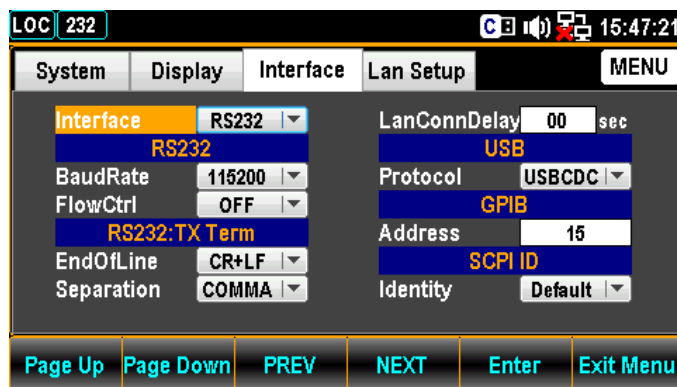 LOC 232 C 15:47:21
System Display Interface Lan Setup MENU
Interface RS232
RS232
BaudRate 115200
FlowCtrl OFF
RS232:TX Term
EndOfLine CR+LF
Separation COMMA
LanConnDelay 00 sec
USB
Protocol USBCDC
GPIB
Address 15
SCPI ID
Identity Default
Page Up Page Down PREV NEXT Enter Exit Menu